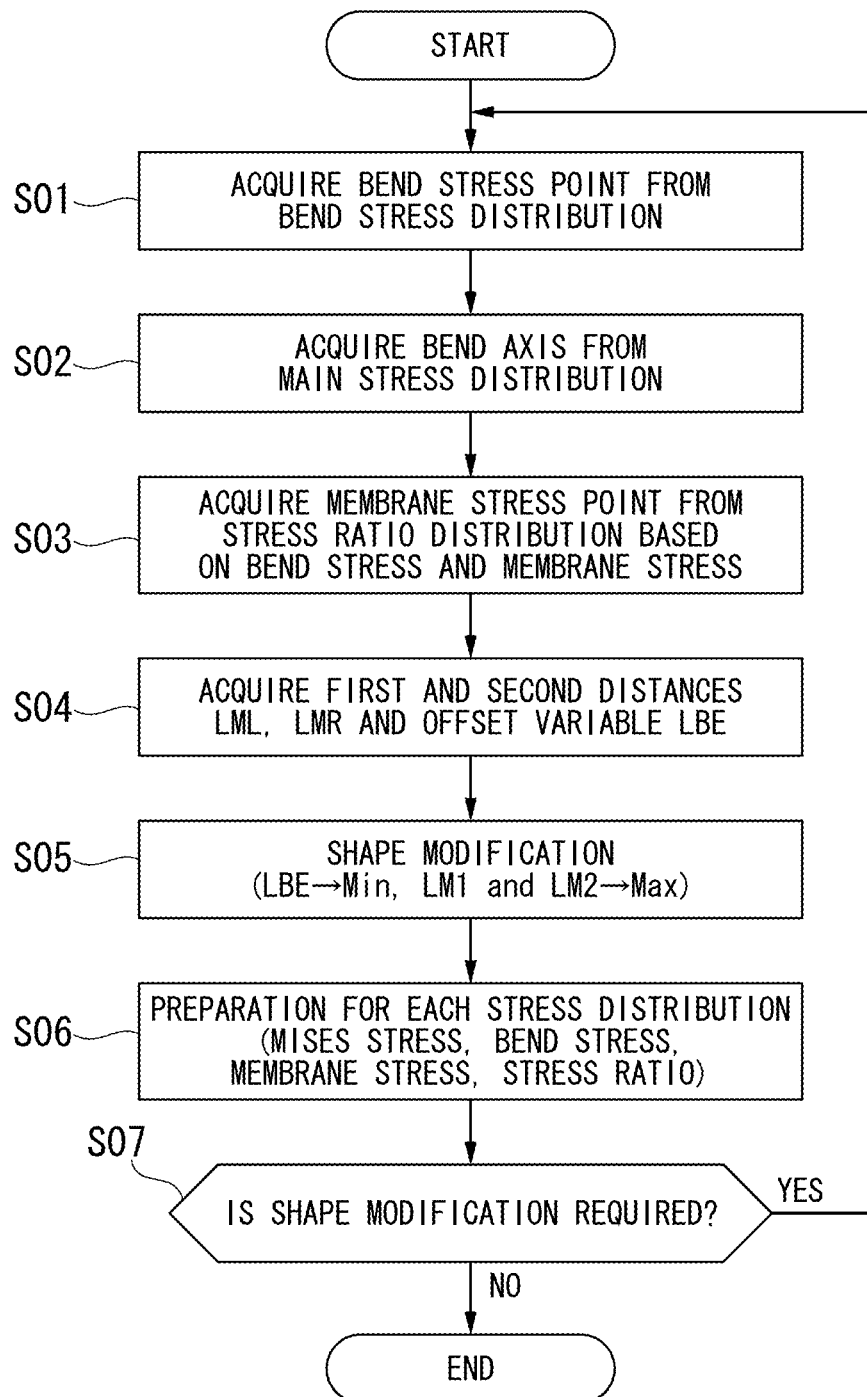 START
S01
ACQUIRE BEND STRESS POINT FROM
BEND STRESS DISTRIBUTION
S02
ACQUIRE BEND AXIS FROM
MAIN STRESS DISTRIBUTION
S03
ACQUIRE MEMBRANE STRESS POINT FROM
STRESS RATIO DISTRIBUTION BASED
ON BEND STRESS AND MEMBRANE STRESS
S04
ACQUIRE FIRST AND SECOND DISTANCES
LML, LMR AND OFFSET VARIABLE LBE
S05
SHAPE MODIFICATION
(LBE→Min, LM1 and LM2→Max)
S06
PREPARATION FOR EACH STRESS DISTRIBUTION
(MISES STRESS, BEND STRESS,
MEMBRANE STRESS, STRESS RATIO)
S07
IS SHAPE MODIFICATION REQUIRED?
YES
NO
END